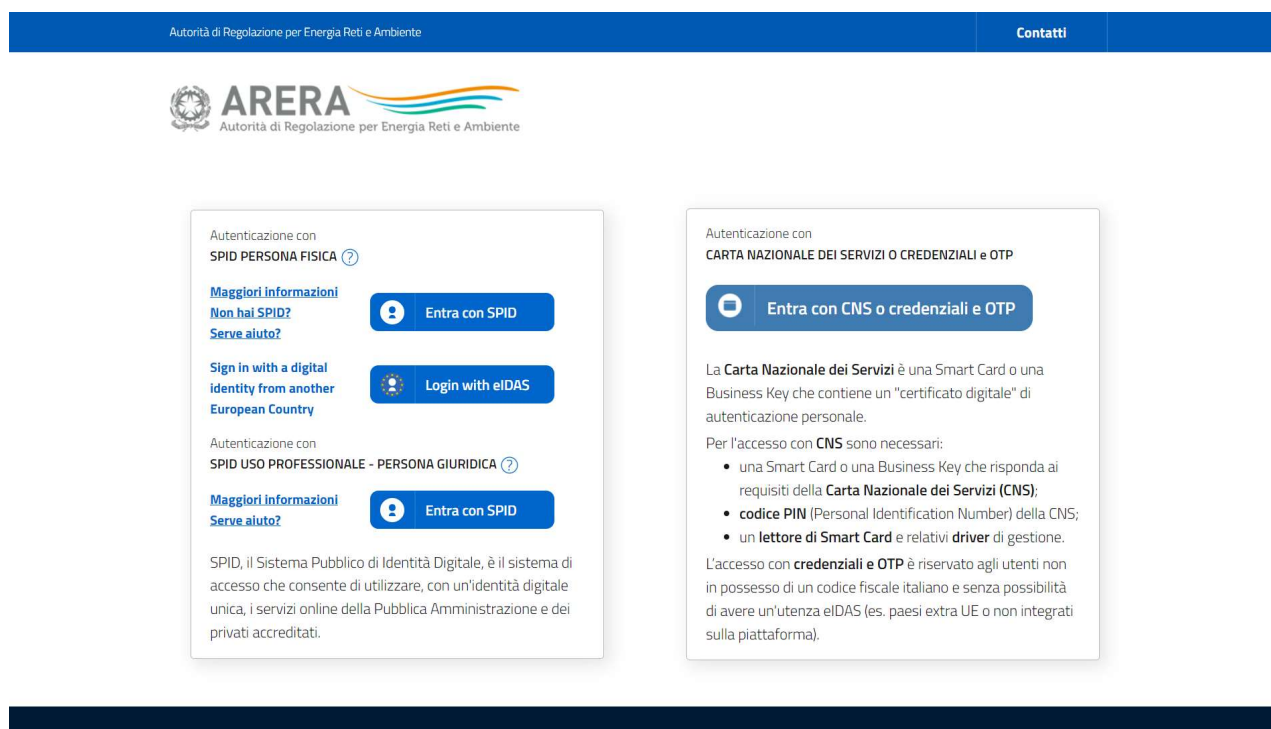 Autorità di Regolazione per Energia Reti e Ambiente
Contatti
ARERA
Autorità di Regolazione per Energia Reti e Ambiente
Autenticazione con
SPID PERSONA FISICA ?
Maggiori informazioni
Non hai SPID?
Serve aiuto?
Entra con SPID
Sign in with a digital
identity from another
European Country
Login with eIDAS
Autenticazione con
SPID USO PROFESSIONALE - PERSONA GIURIDICA ?
Maggiori informazioni
Serve aiuto?
Entra con SPID
SPID, il Sistema Pubblico di Identità Digitale, è il sistema di
accesso che consente di utilizzare, con un'identità digitale
unica, i servizi online della Pubblica Amministrazione e dei
privati accreditati.
Autenticazione con
CARTA NAZIONALE DEI SERVIZI O CREDENZIALI e OTP
Entra con CNS o credenziali e OTP
La Carta Nazionale dei Servizi è una Smart Card o una
Business Key che contiene un "certificato digitale" di
autenticazione personale.
Per l'accesso con CNS sono necessari:
• una Smart Card o una Business Key che risponda ai
requisiti della Carta Nazionale dei Servizi (CNS);
• codice PIN (Personal Identification Number) della CNS;
• un lettore di Smart Card e relativi driver di gestione.
L'accesso con credenziali e OTP è riservato agli utenti non
in possesso di un codice fiscale italiano e senza possibilità
di avere un'utenza eIDAS (es. paesi extra UE o non integrati
sulla piattaforma).